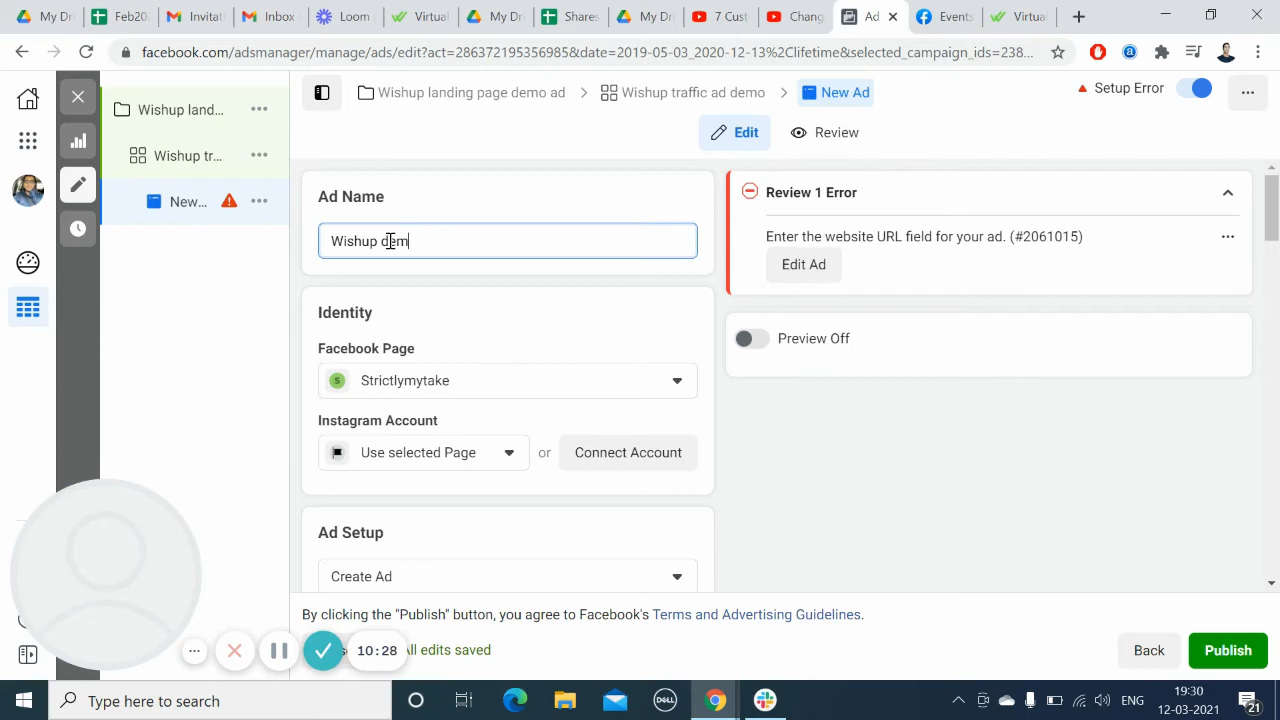 My Dr
Feb20
Invitati
Inbox
Loom
Virtual
My Dr
Shares
My Dr
7 Cust
Chang
Ad
Events
Virtual
facebook.com/adsmanager/manage/ads/edit?act=286372195356985&date=2019-05-03_2020-12-13%2Clifetime&selected_campaign_ids=238...
Wishup landing page demo ad > Wishup traffic ad demo > New Ad
Setup Error
Edit
Review
Wishup land...
Wishup tr...
New...
Ad Name
Wishup dem
Identity
Facebook Page
Strictlymytake
Instagram Account
Use selected Page or Connect Account
Ad Setup
Create Ad
Review 1 Error
Enter the website URL field for your ad. (#2061015)
Edit Ad
Preview Off
By clicking the "Publish" button, you agree to Facebook's Terms and Advertising Guidelines.
10:28
All edits saved
Back
Publish
Type here to search
DELL
ENG
19:30
12-03-2021
21